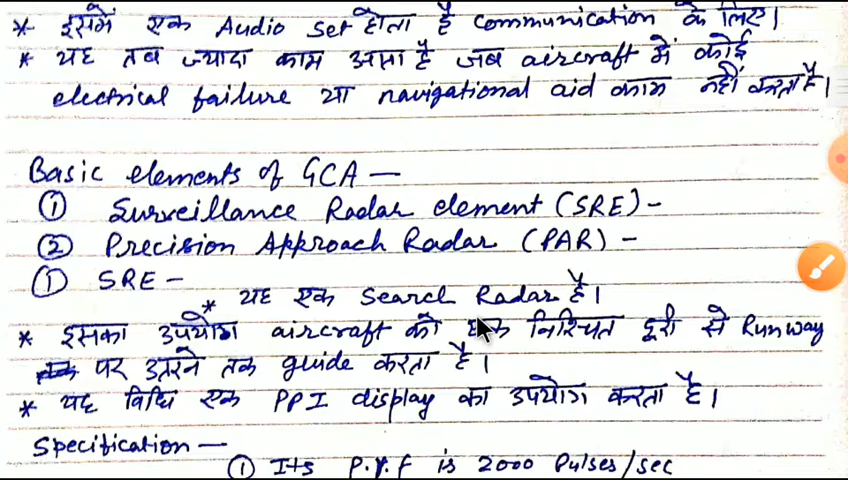 * इसमें एक Audio set होता है communication के लिए।
* यह तब ज्यादा काम आता है जब aircraft में कोई
electrical failure या navigational aid काम नहीं करता है।
Basic elements of GCA —
① Surveillance Radar element (SRE) -
② Precision Approach Radar (PAR) -
① SRE -
* यह एक Search Radar है।
* इसका उपयोग aircraft को एक निश्चित दूरी से Runway
पर उतरने तक guide करता है।
* यह विधि एक PPI display का उपयोग करता है।
Specification —
① Its P.r.f is 2000 Pulses/sec